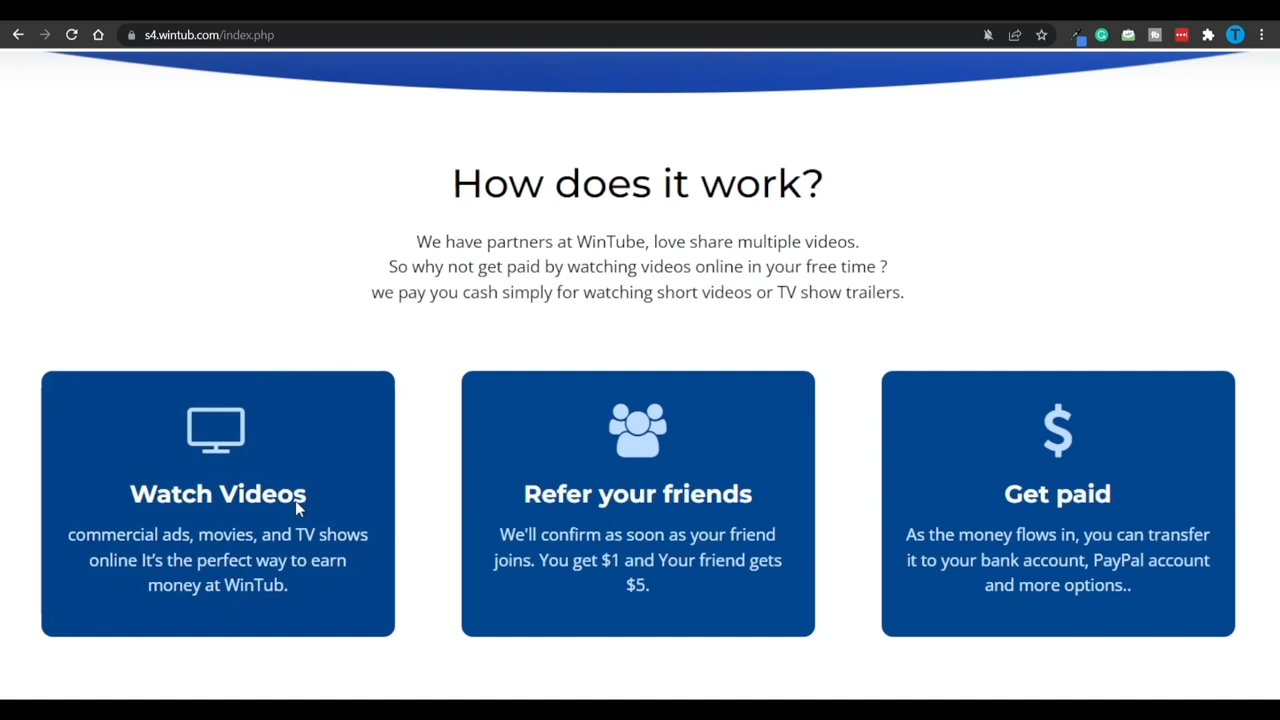 s4.wintub.com/index.php
T
How does it work?
We have partners at WinTube, love share multiple videos.
So why not get paid by watching videos online in your free time ?
we pay you cash simply for watching short videos or TV show trailers.
Watch Videos
commercial ads, movies, and TV shows
online It’s the perfect way to earn
money at WinTub.
Refer your friends
We'll confirm as soon as your friend
joins. You get $1 and Your friend gets
$5.
Get paid
As the money flows in, you can transfer
it to your bank account, PayPal account
and more options..